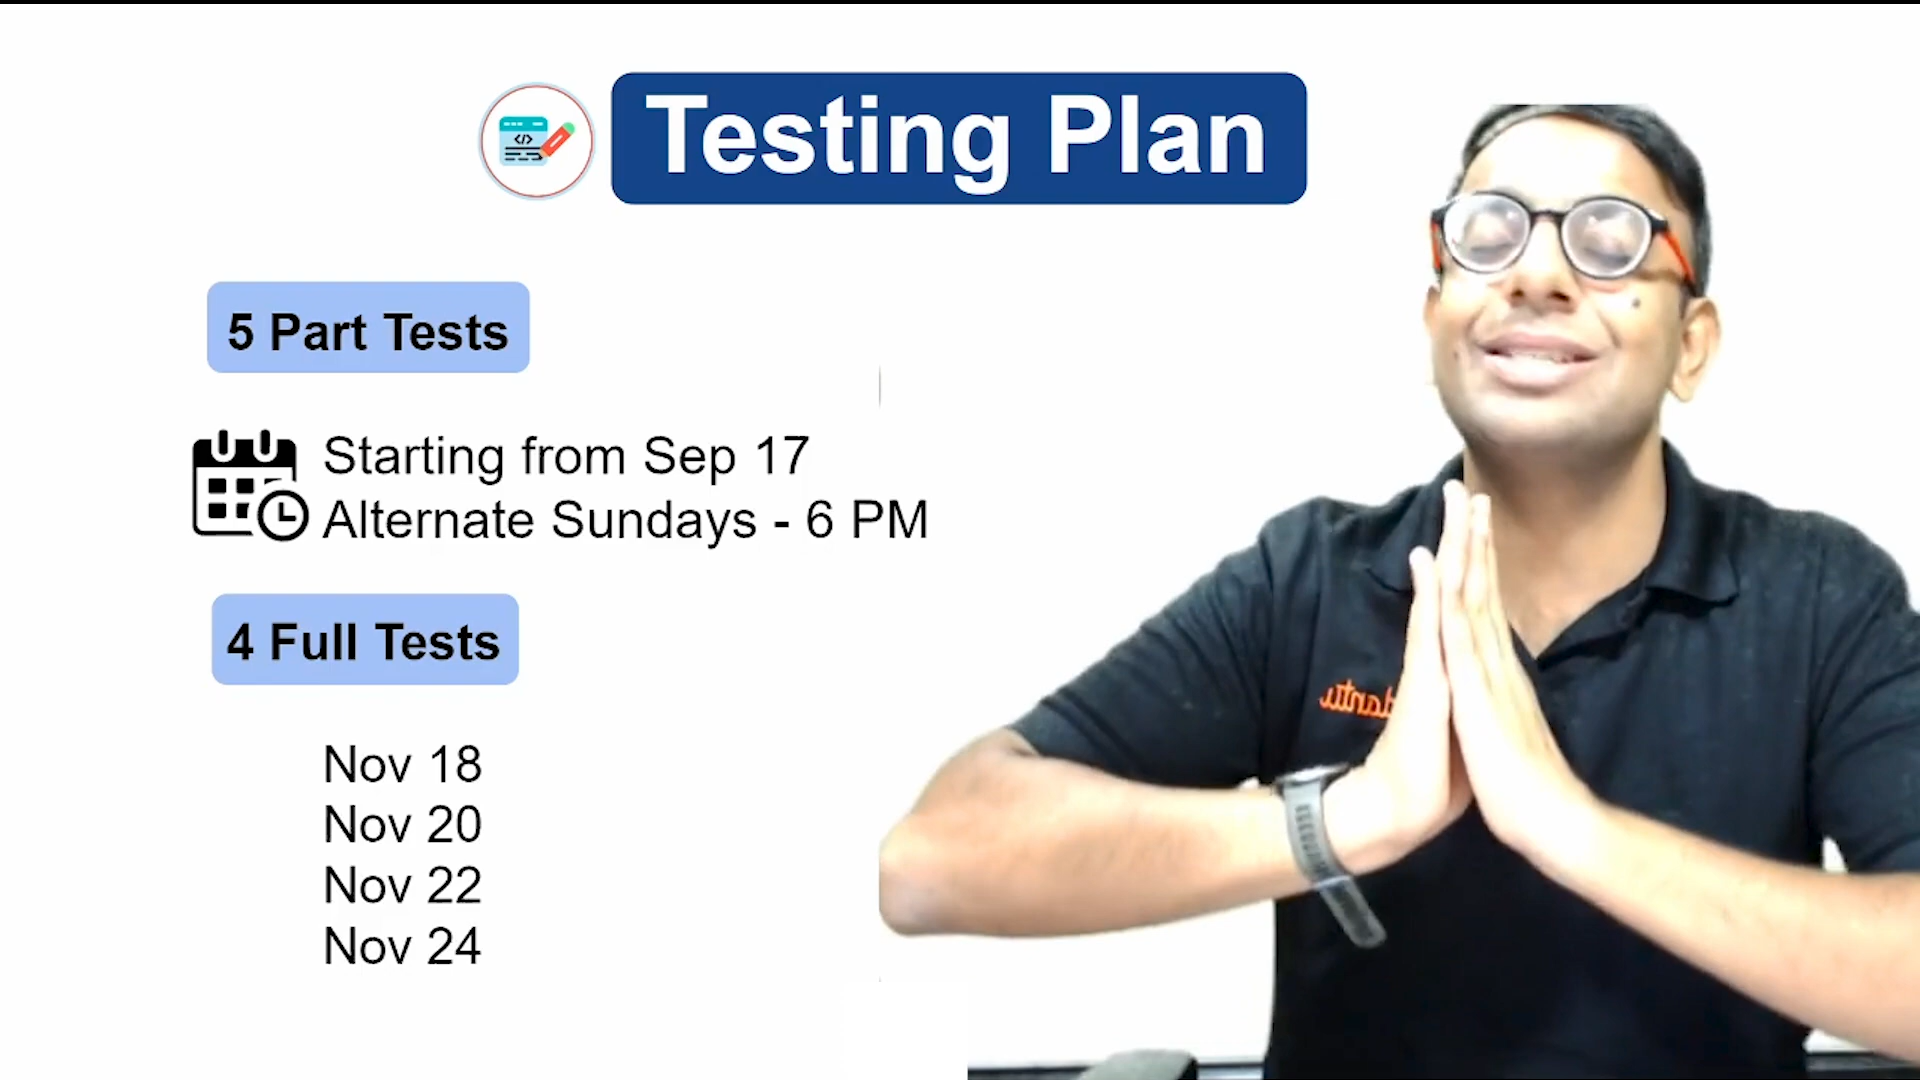 Testing Plan
5 Part Tests
Starting from Sep 17
Alternate Sundays - 6 PM
4 Full Tests
Nov 18
Nov 20
Nov 22
Nov 24